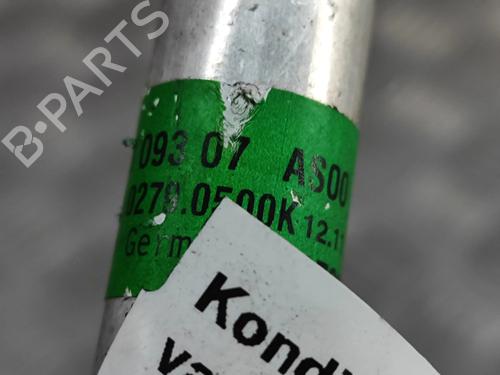 B·PARTS
093 07 AS00
0279.0500K 12.1
Germ
Kond
va